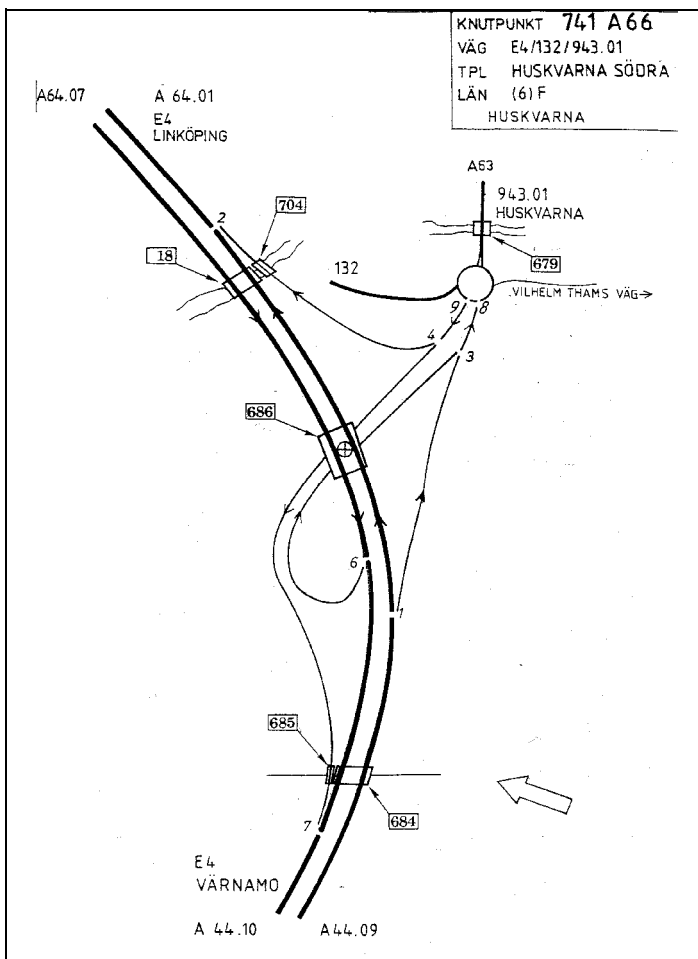 KNUTPUNKT 741 A66
VÄG E4/132/943.01
TPL HUSKVARNA SÖDRA
LÄN (6) F
HUSKVARNA
A64.07
A 64.01
E4
LINKÖPING
A63
943.01
HUSKVARNA
704
2
18
679
132
VILHELM THAMS VÄG→
9
8
4
3
686
6
1
685
684
7
E4
VÄRNAMO
A 44.10
A44.09